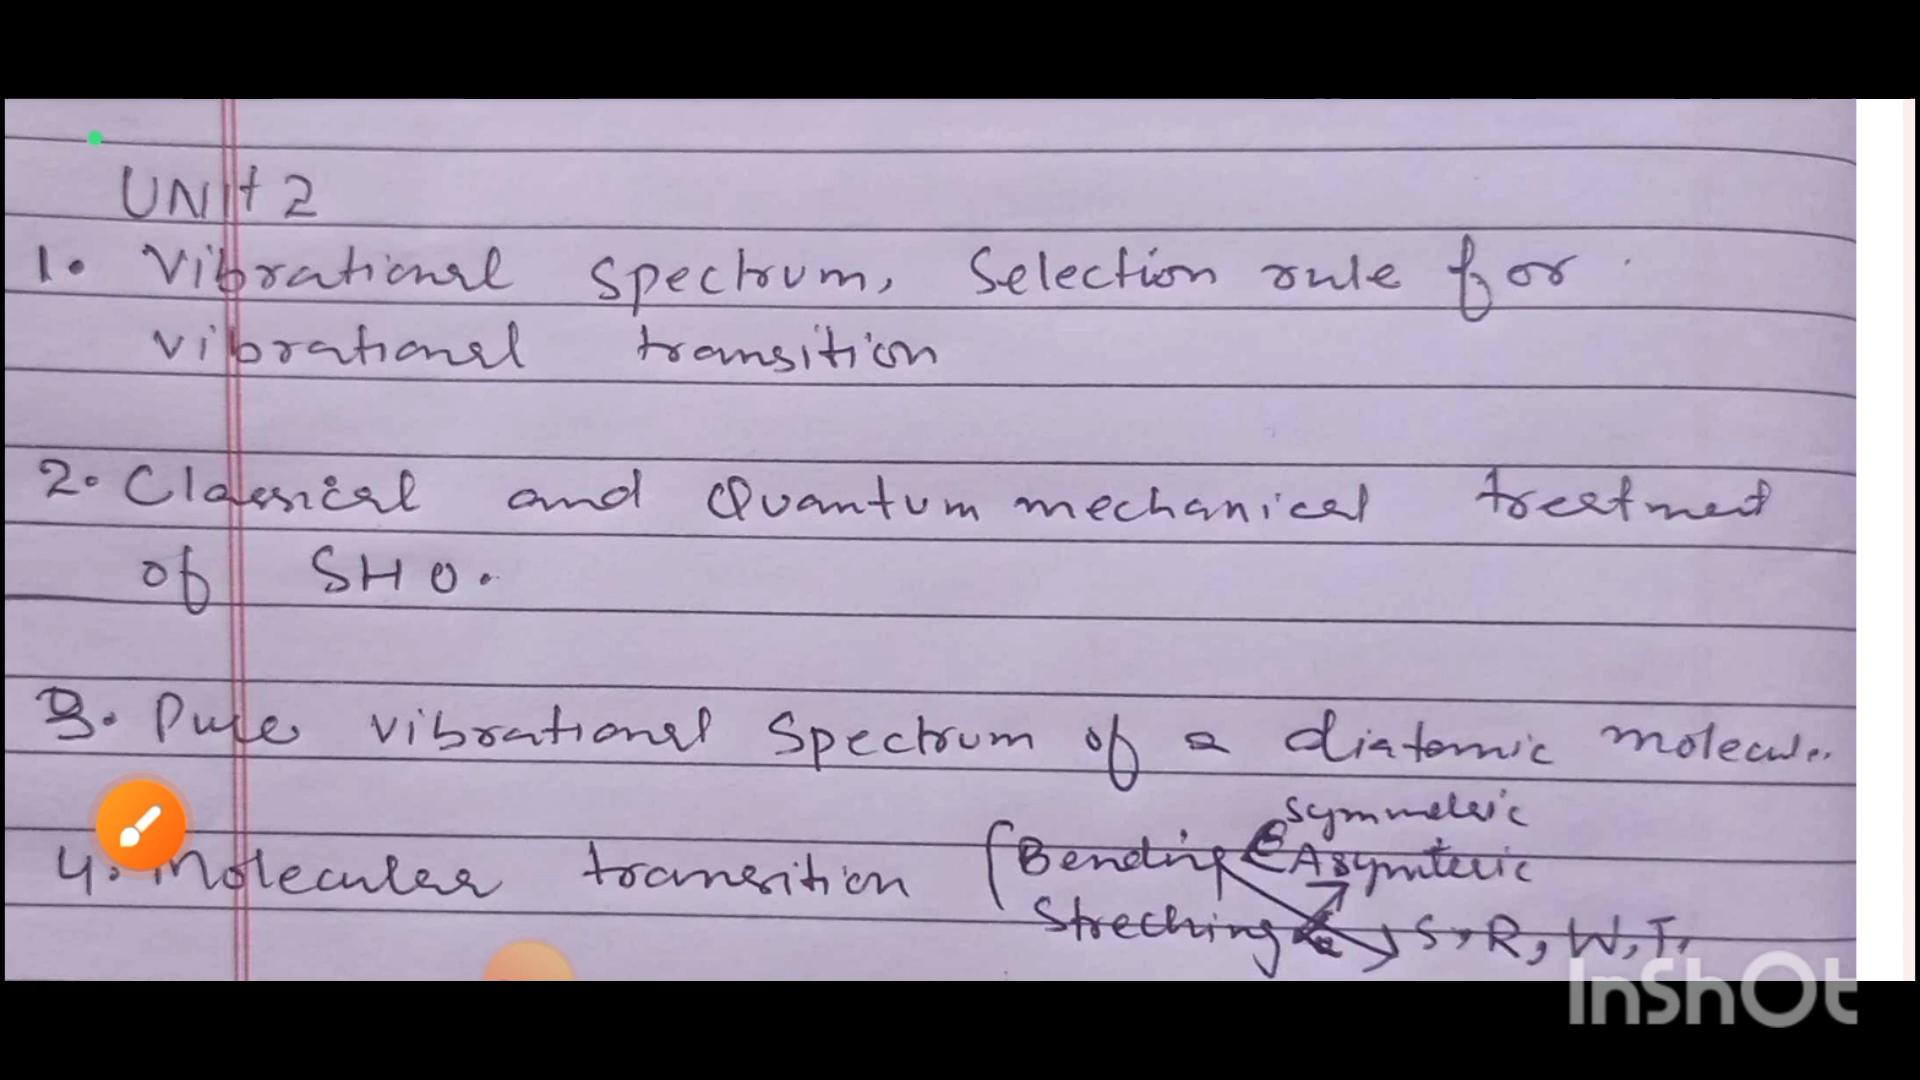 UNit 2
1. Vibrational spectrum, Selection rule for
vibrational transition
2. Classical and Quantum mechanical treatment
of SHO.
3. Pure vibrational spectrum of a diatomic molecule
4. Molecular transition (Bending symmetric
Asymmteric
Streching S, R, W, T,
InShOt